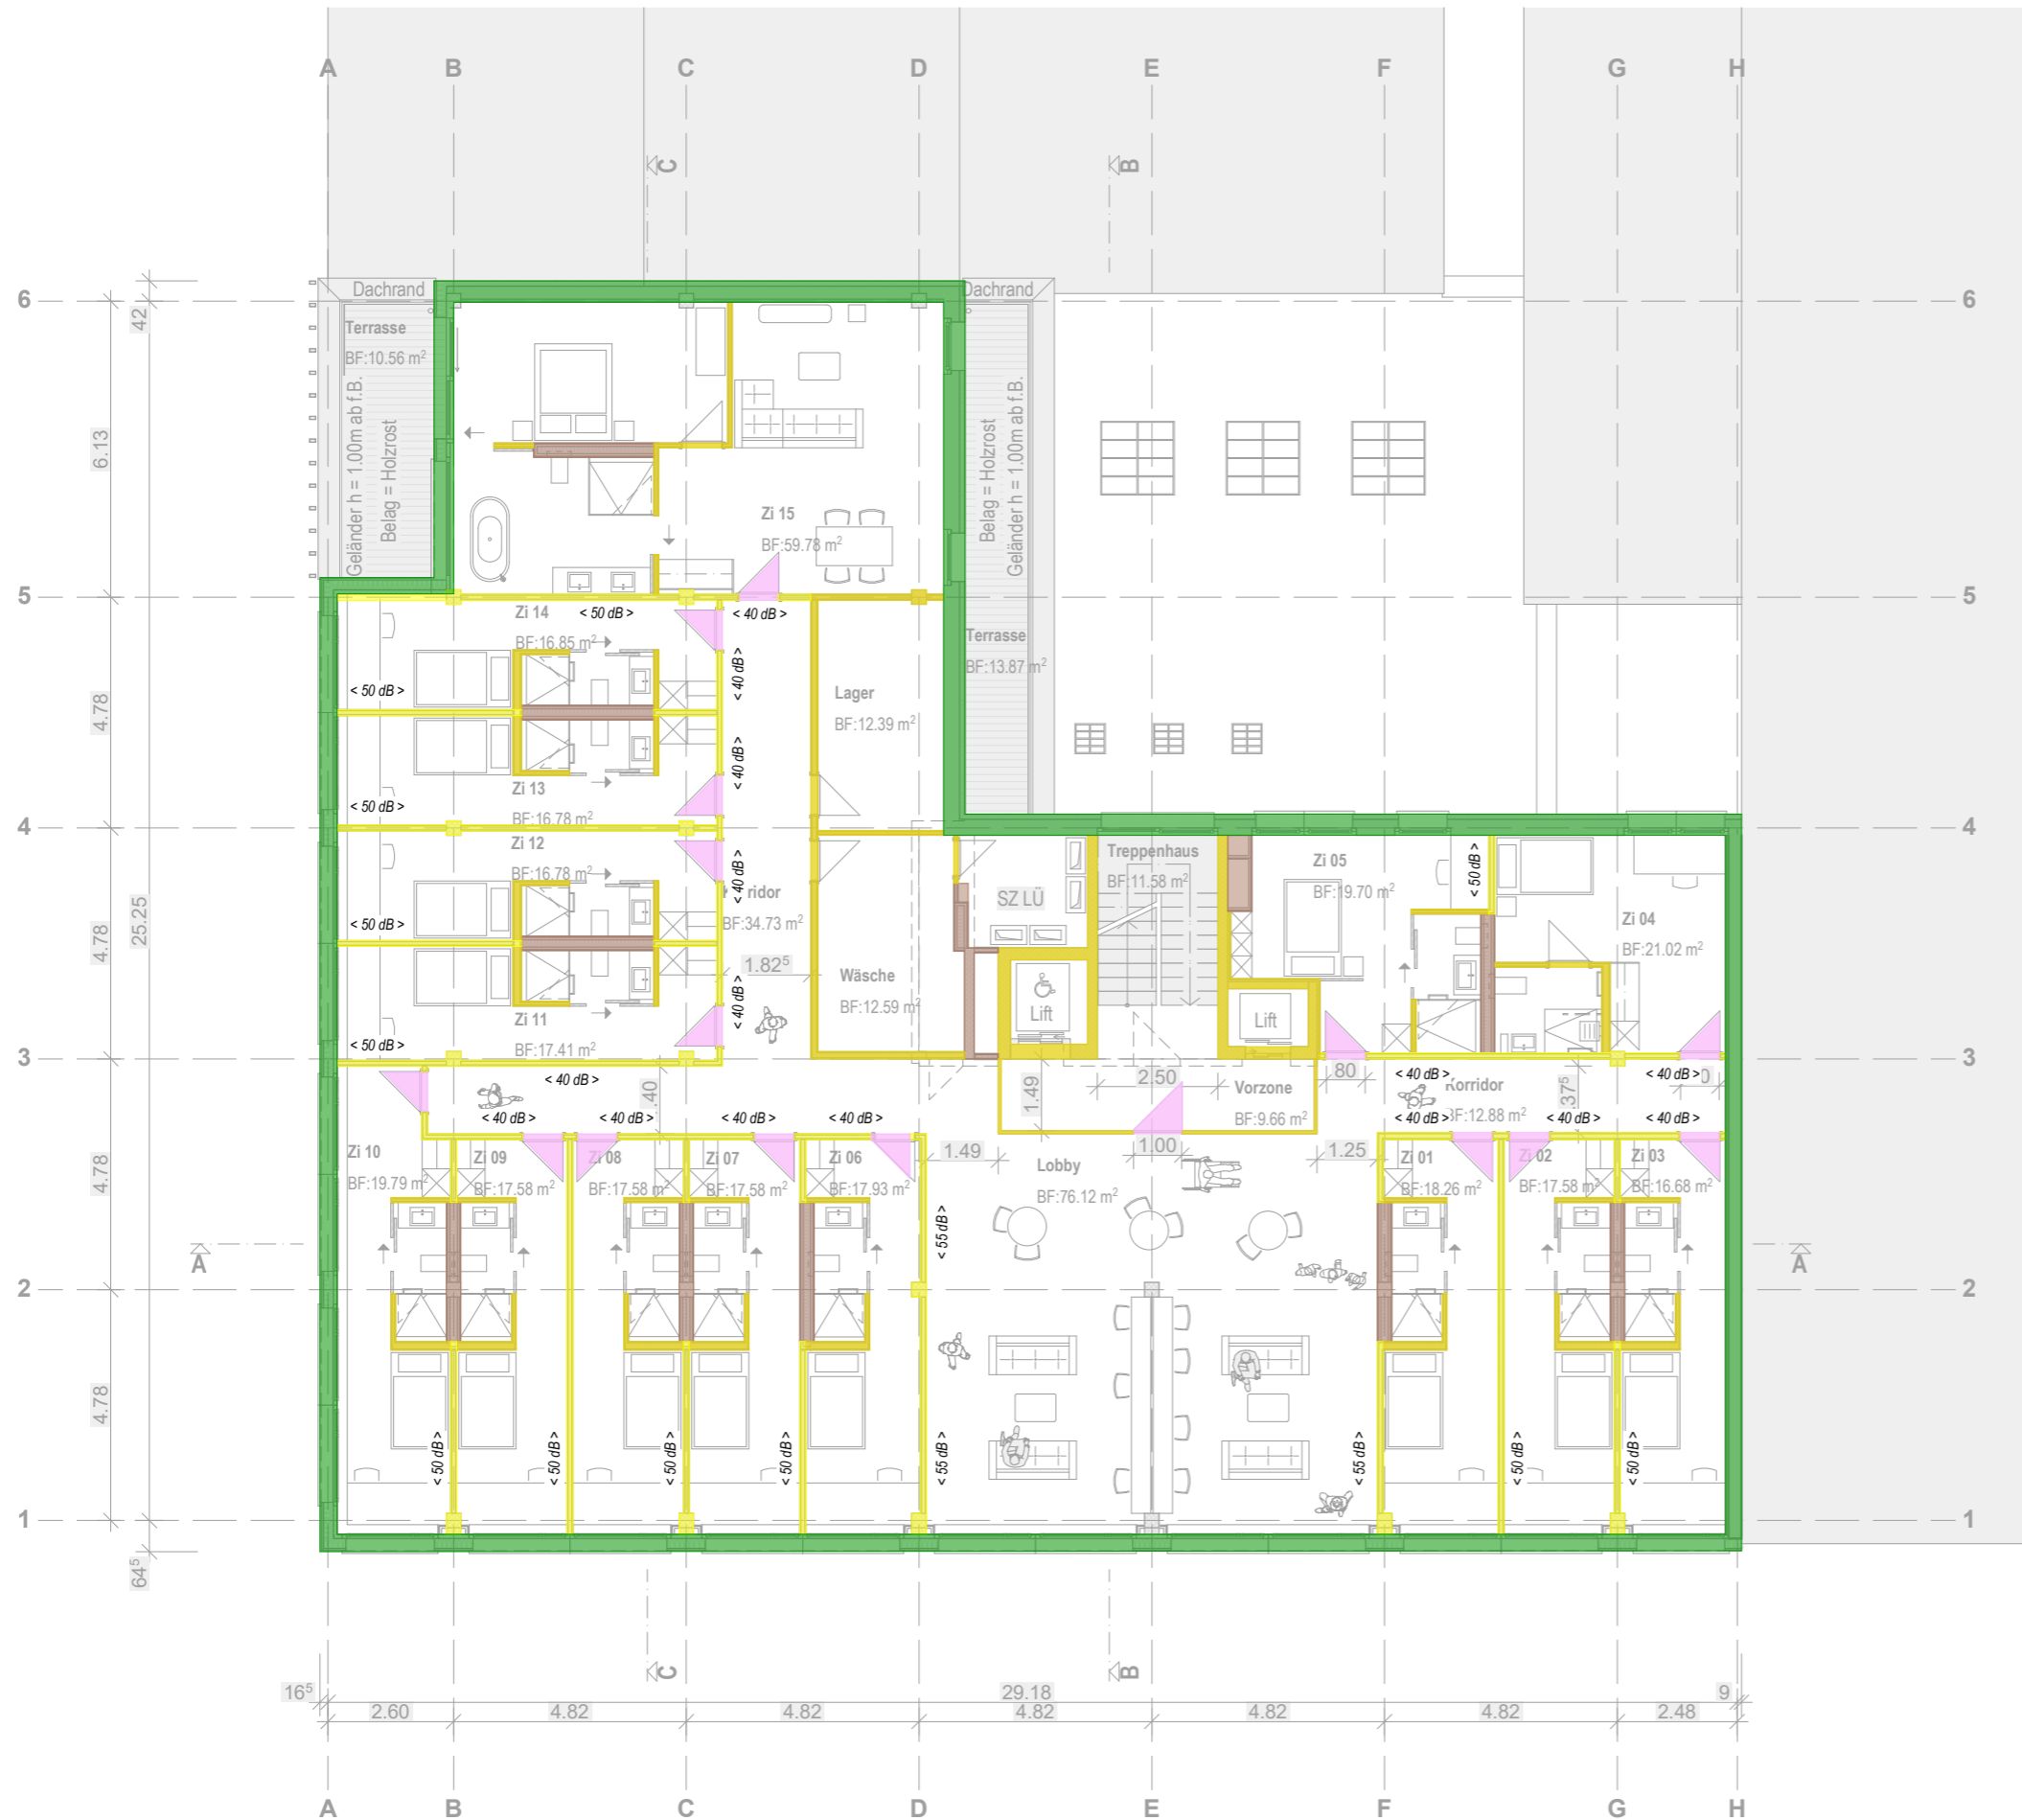 A B C D E F G H
C B
6 6
42
Dachrand
Dachrand
Terrasse
BF:10.56 m²
Geländer h = 1.00m ab f.B.
Belag = Holzrost
Belag = Holzrost
Geländer h = 1.00m ab f.B.
6.13
Zi 15
BF:59.78 m²
5 5
Zi 14
BF:16.85 m²
< 50 dB >
< 40 dB >
Terrasse
BF:13.87 m²
< 40 dB >
< 50 dB >
Lager
BF:12.39 m²
4.78
< 40 dB >
Zi 13
BF:16.78 m²
< 50 dB >
4 4
Zi 12
BF:16.78 m²
< 50 dB >
< 40 dB >
ridor
BF:34.73 m²
25.25
4.78
1.82⁵
Wäsche
BF:12.59 m²
SZ LÜ
Treppenhaus
BF:11.58 m²
Zi 05
BF:19.70 m²
< 50 dB >
Zi 04
BF:21.02 m²
Lift
Lift
Zi 11
BF:17.41 m²
< 50 dB >
< 40 dB >
3 3
< 40 dB >
.40
1.49
2.50
Vorzone
BF:9.66 m²
80
< 40 dB >
Korridor
BF:12.88 m²
.37⁵
< 40 dB >
0
< 40 dB >
< 40 dB >
< 40 dB >
< 40 dB >
< 40 dB >
< 40 dB >
< 40 dB >
4.78
Zi 10
BF:19.79 m²
Zi 09
BF:17.58 m²
Zi 08
BF:17.58 m²
Zi 07
BF:17.58 m²
Zi 06
BF:17.93 m²
1.49
Lobby
BF:76.12 m²
1.00
1.25
Zi 01
BF:18.26 m²
Zi 02
BF:17.58 m²
Zi 03
BF:16.68 m²
< 55 dB >
A A
2 2
4.78
< 50 dB >
< 50 dB >
< 50 dB >
< 50 dB >
< 55 dB >
< 55 dB >
< 50 dB >
< 50 dB >
1 1
64⁵
C B
16⁵
29.18
9
2.60 4.82 4.82 4.82 4.82 4.82 2.48
A B C D E F G H